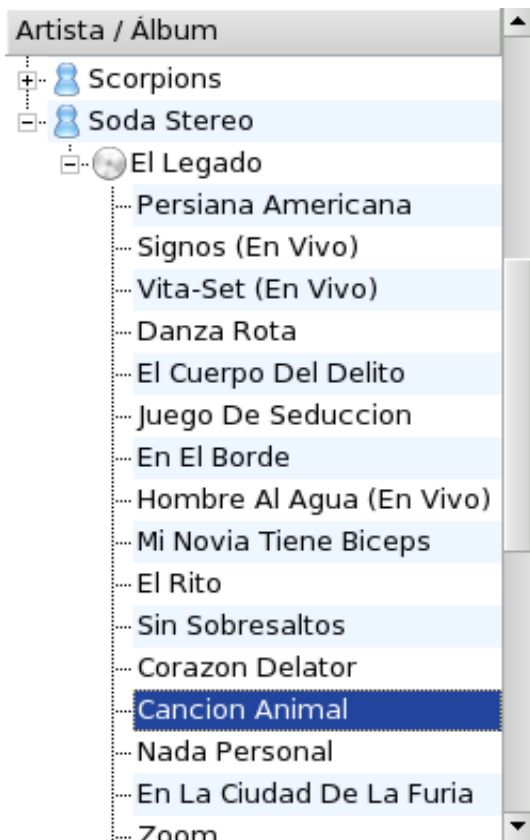 Artista / Álbum
Scorpions
Soda Stereo
El Legado
Persiana Americana
Signos (En Vivo)
Vita-Set (En Vivo)
Danza Rota
El Cuerpo Del Delito
Juego De Seduccion
En El Borde
Hombre Al Agua (En Vivo)
Mi Novia Tiene Biceps
El Rito
Sin Sobresaltos
Corazon Delator
Cancion Animal
Nada Personal
En La Ciudad De La Furia
Zoom